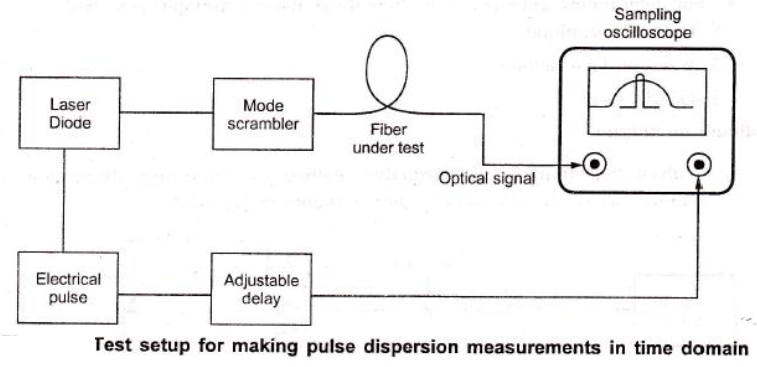 Sampling
oscilloscope
Laser
Diode
Mode
scrambler
Fiber
under test
Optical signal
Electrical
pulse
Adjustable
delay
Test setup for making pulse dispersion measurements in time domain